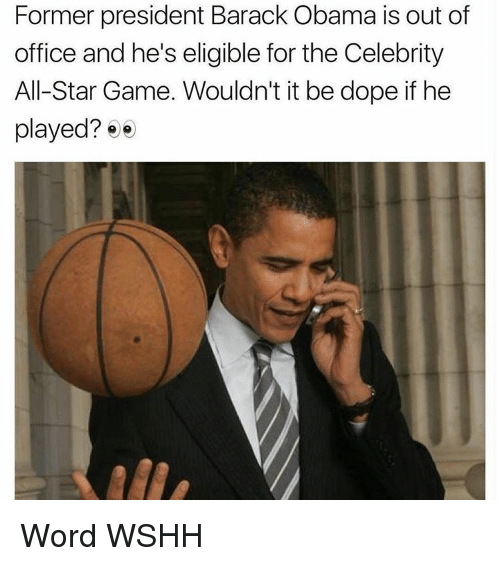 Former president Barack Obama is out of
office and he's eligible for the Celebrity
All-Star Game. Wouldn't it be dope if he
played? 👀
Word WSHH